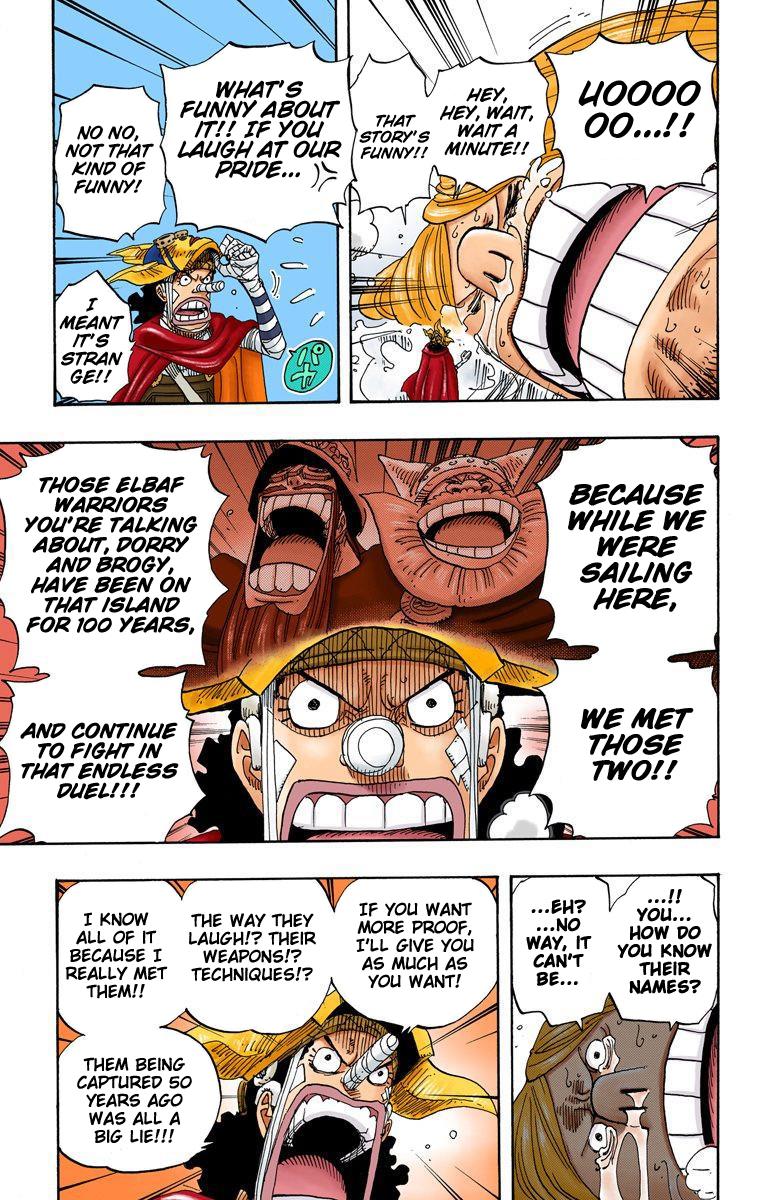 UOOOO
OO...!!
HEY,
HEY, WAIT,
WAIT A
MINUTE!!
THAT
STORY'S
FUNNY!!
WHAT'S
FUNNY ABOUT
IT!! IF YOU
LAUGH AT OUR
PRIDE...
NO NO,
NOT THAT
KIND OF
FUNNY!
I
MEANT
IT'S
STRAN
GE!!
パカ
BECAUSE
WHILE WE
WERE
SAILING
HERE,
WE MET
THOSE
TWO!!
THOSE ELBAF
WARRIORS
YOU'RE TALKING
ABOUT, DORRY
AND BROGY,
HAVE BEEN ON
THAT ISLAND
FOR 100 YEARS,
AND CONTINUE
TO FIGHT IN
THAT ENDLESS
DUEL!!!
...!!
YOU...
HOW DO
YOU KNOW
THEIR
NAMES?
...EH?
...NO
WAY, IT
CAN'T
BE...
IF YOU WANT
MORE PROOF,
I'LL GIVE YOU
AS MUCH AS
YOU WANT!
THE WAY THEY
LAUGH!? THEIR
WEAPONS!?
TECHNIQUES!?
I KNOW
ALL OF IT
BECAUSE I
REALLY MET
THEM!!
THEM BEING
CAPTURED 50
YEARS AGO
WAS ALL A
BIG LIE!!!